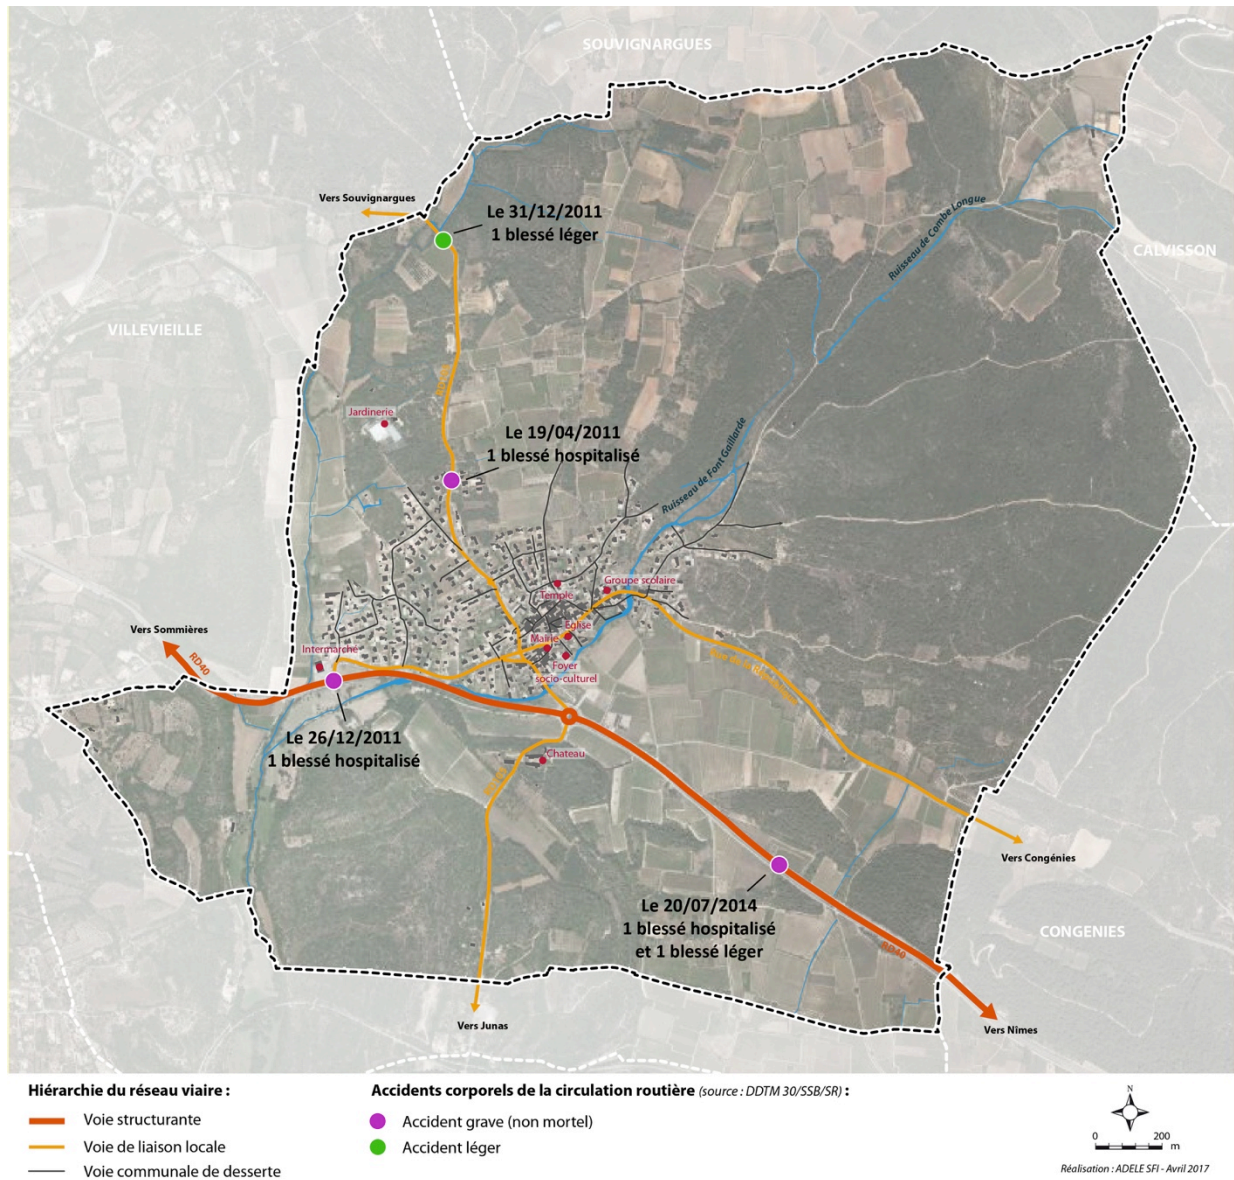 SOUVIGNARGUES
Vers Souvignargues
Le 31/12/2011
1 blessé léger
Ruisseau de Combe Longue
CALVISSON
VILLEVIEILLE
Jardinerie
Le 19/04/2011
1 blessé hospitalisé
Ruisseau de Font Gaillarde
Groupe scolaire
Temple
Vers Sommières
Eglise
Mairie
Intermarché
Foyer
socio-culturel
RD40
Le 26/12/2011
1 blessé hospitalisé
Chateau
Vers Congénies
Le 20/07/2014
1 blessé hospitalisé
et 1 blessé léger
CONGENIES
RD40
Vers Junas
Vers Nîmes
Hiérarchie du réseau viaire :
Voie structurante
Voie de liaison locale
Voie communale de desserte
Accidents corporels de la circulation routière (source : DDTM 30/SSB/SR) :
Accident grave (non mortel)
Accident léger
N
0 200
m
Réalisation : ADELE SFI - Avril 2017